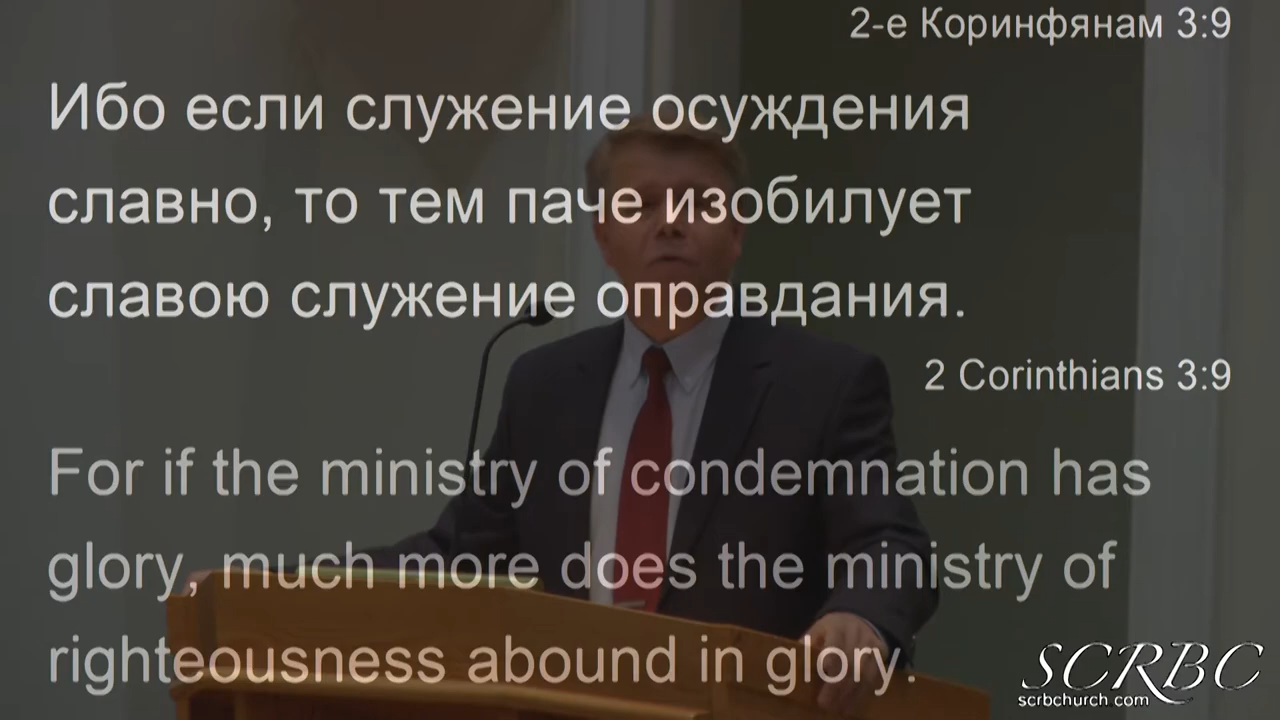 2-е Коринфянам 3:9
Ибо если служение осуждения
славно, то тем паче изобилует
славою служение оправдания.
2 Corinthians 3:9
For if the ministry of condemnation has
glory, much more does the ministry of
righteousness abound in glory.
SCRBC
scrbchurch.com